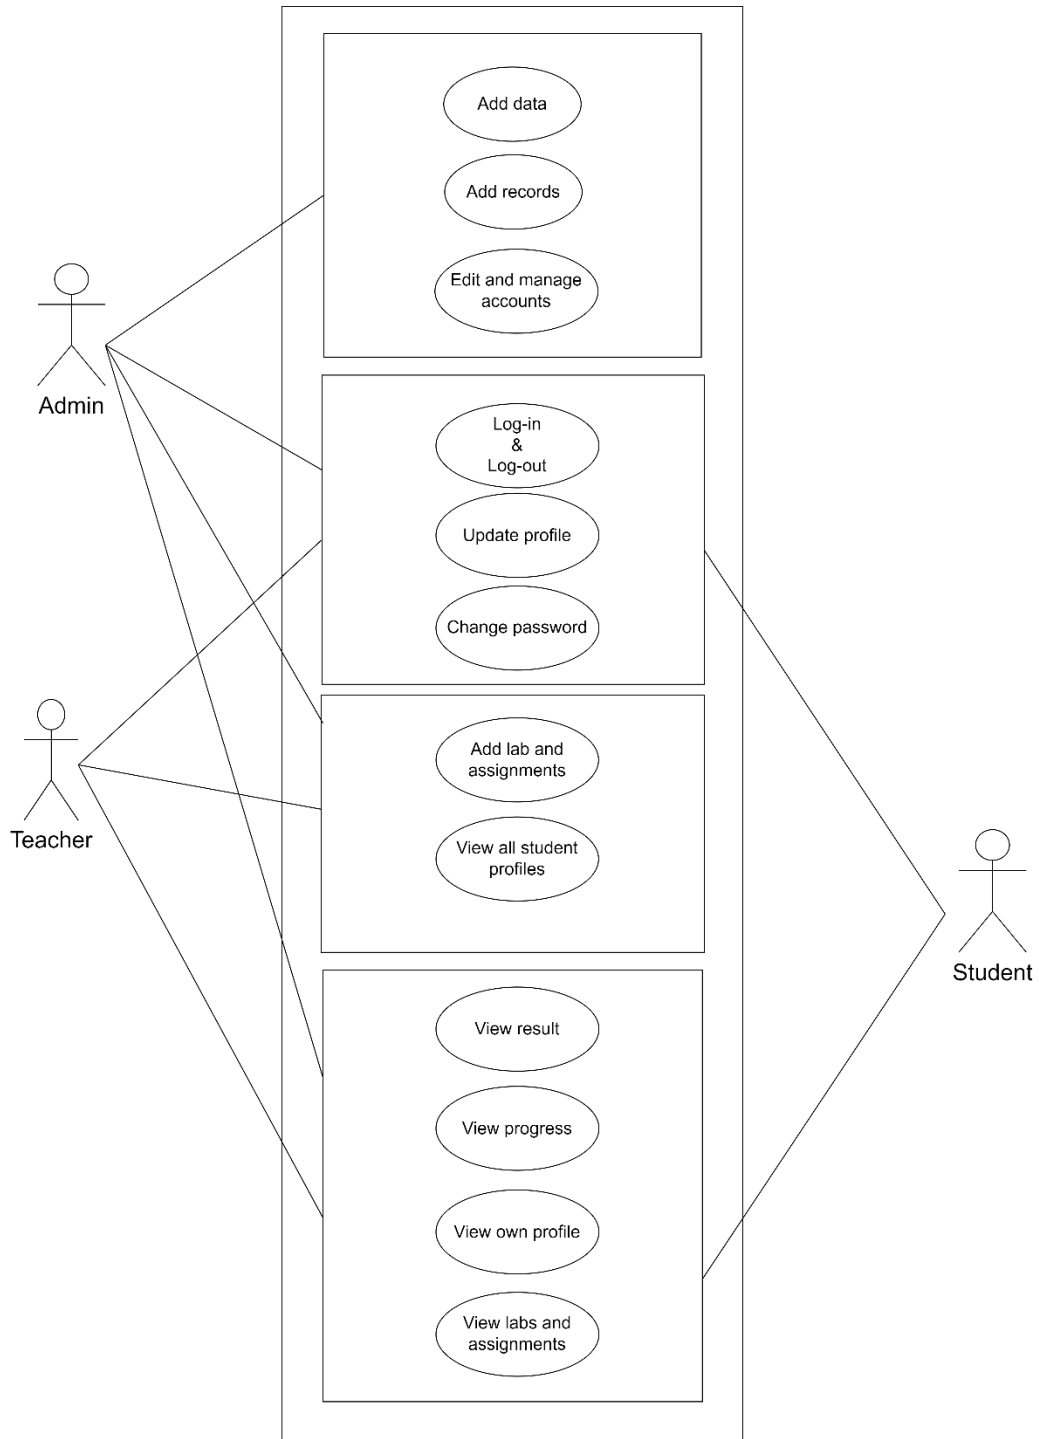 Add data
Add records
Edit and manage
accounts
Admin
Log-in
&
Log-out
Update profile
Change password
Add lab and
assignments
View all student
profiles
Teacher
Student
View result
View progress
View own profile
View labs and
assignments